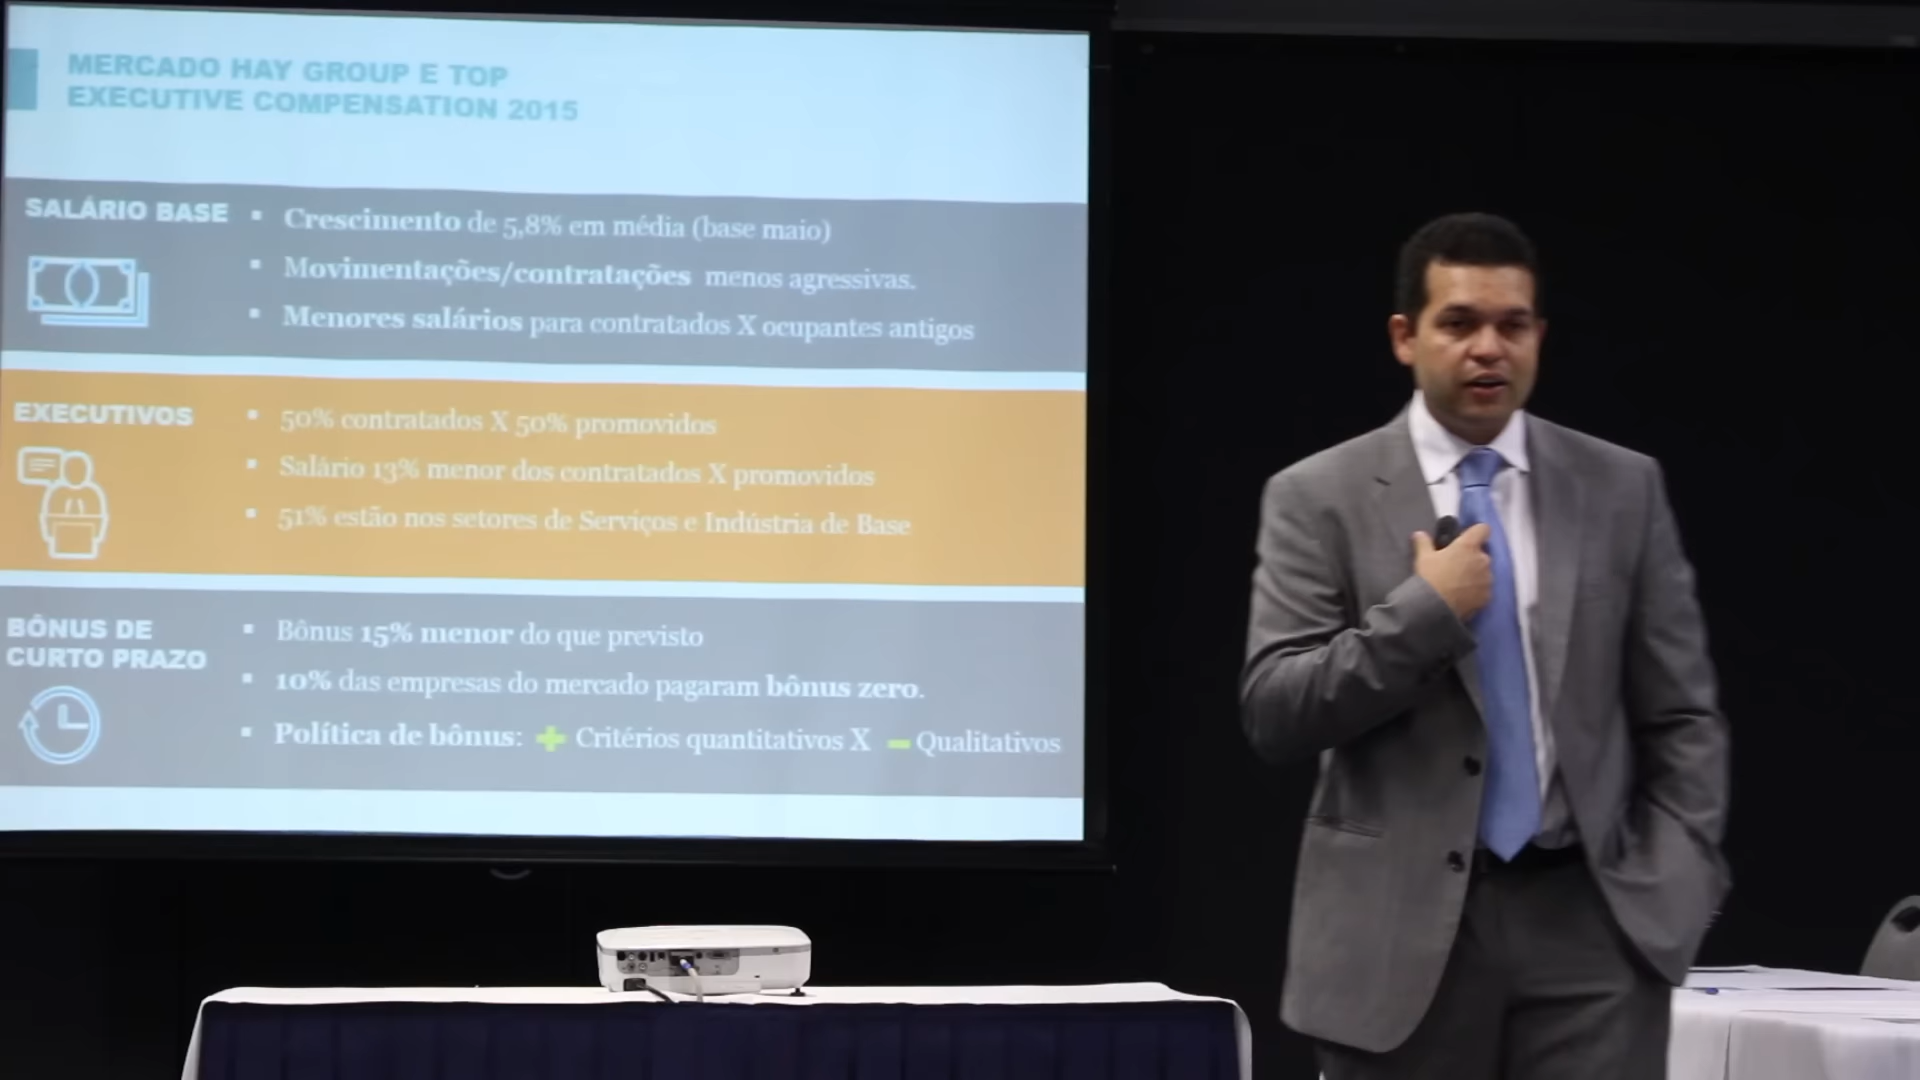 MERCADO HAY GROUP E TOP
EXECUTIVE COMPENSATION 2015
SALÁRIO BASE
▪ Crescimento de 5,8% em média (base maio)
▪ Movimentações/contratações menos agressivas.
▪ Menores salários para contratados X ocupantes antigos
EXECUTIVOS
▪ 50% contratados X 50% promovidos
▪ Salário 13% menor dos contratados X promovidos
▪ 51% estão nos setores de Serviços e Indústria de Base
BÔNUS DE
CURTO PRAZO
▪ Bônus 15% menor do que previsto
▪ 10% das empresas do mercado pagaram bônus zero.
▪ Política de bônus: + Critérios quantitativos X - Qualitativos